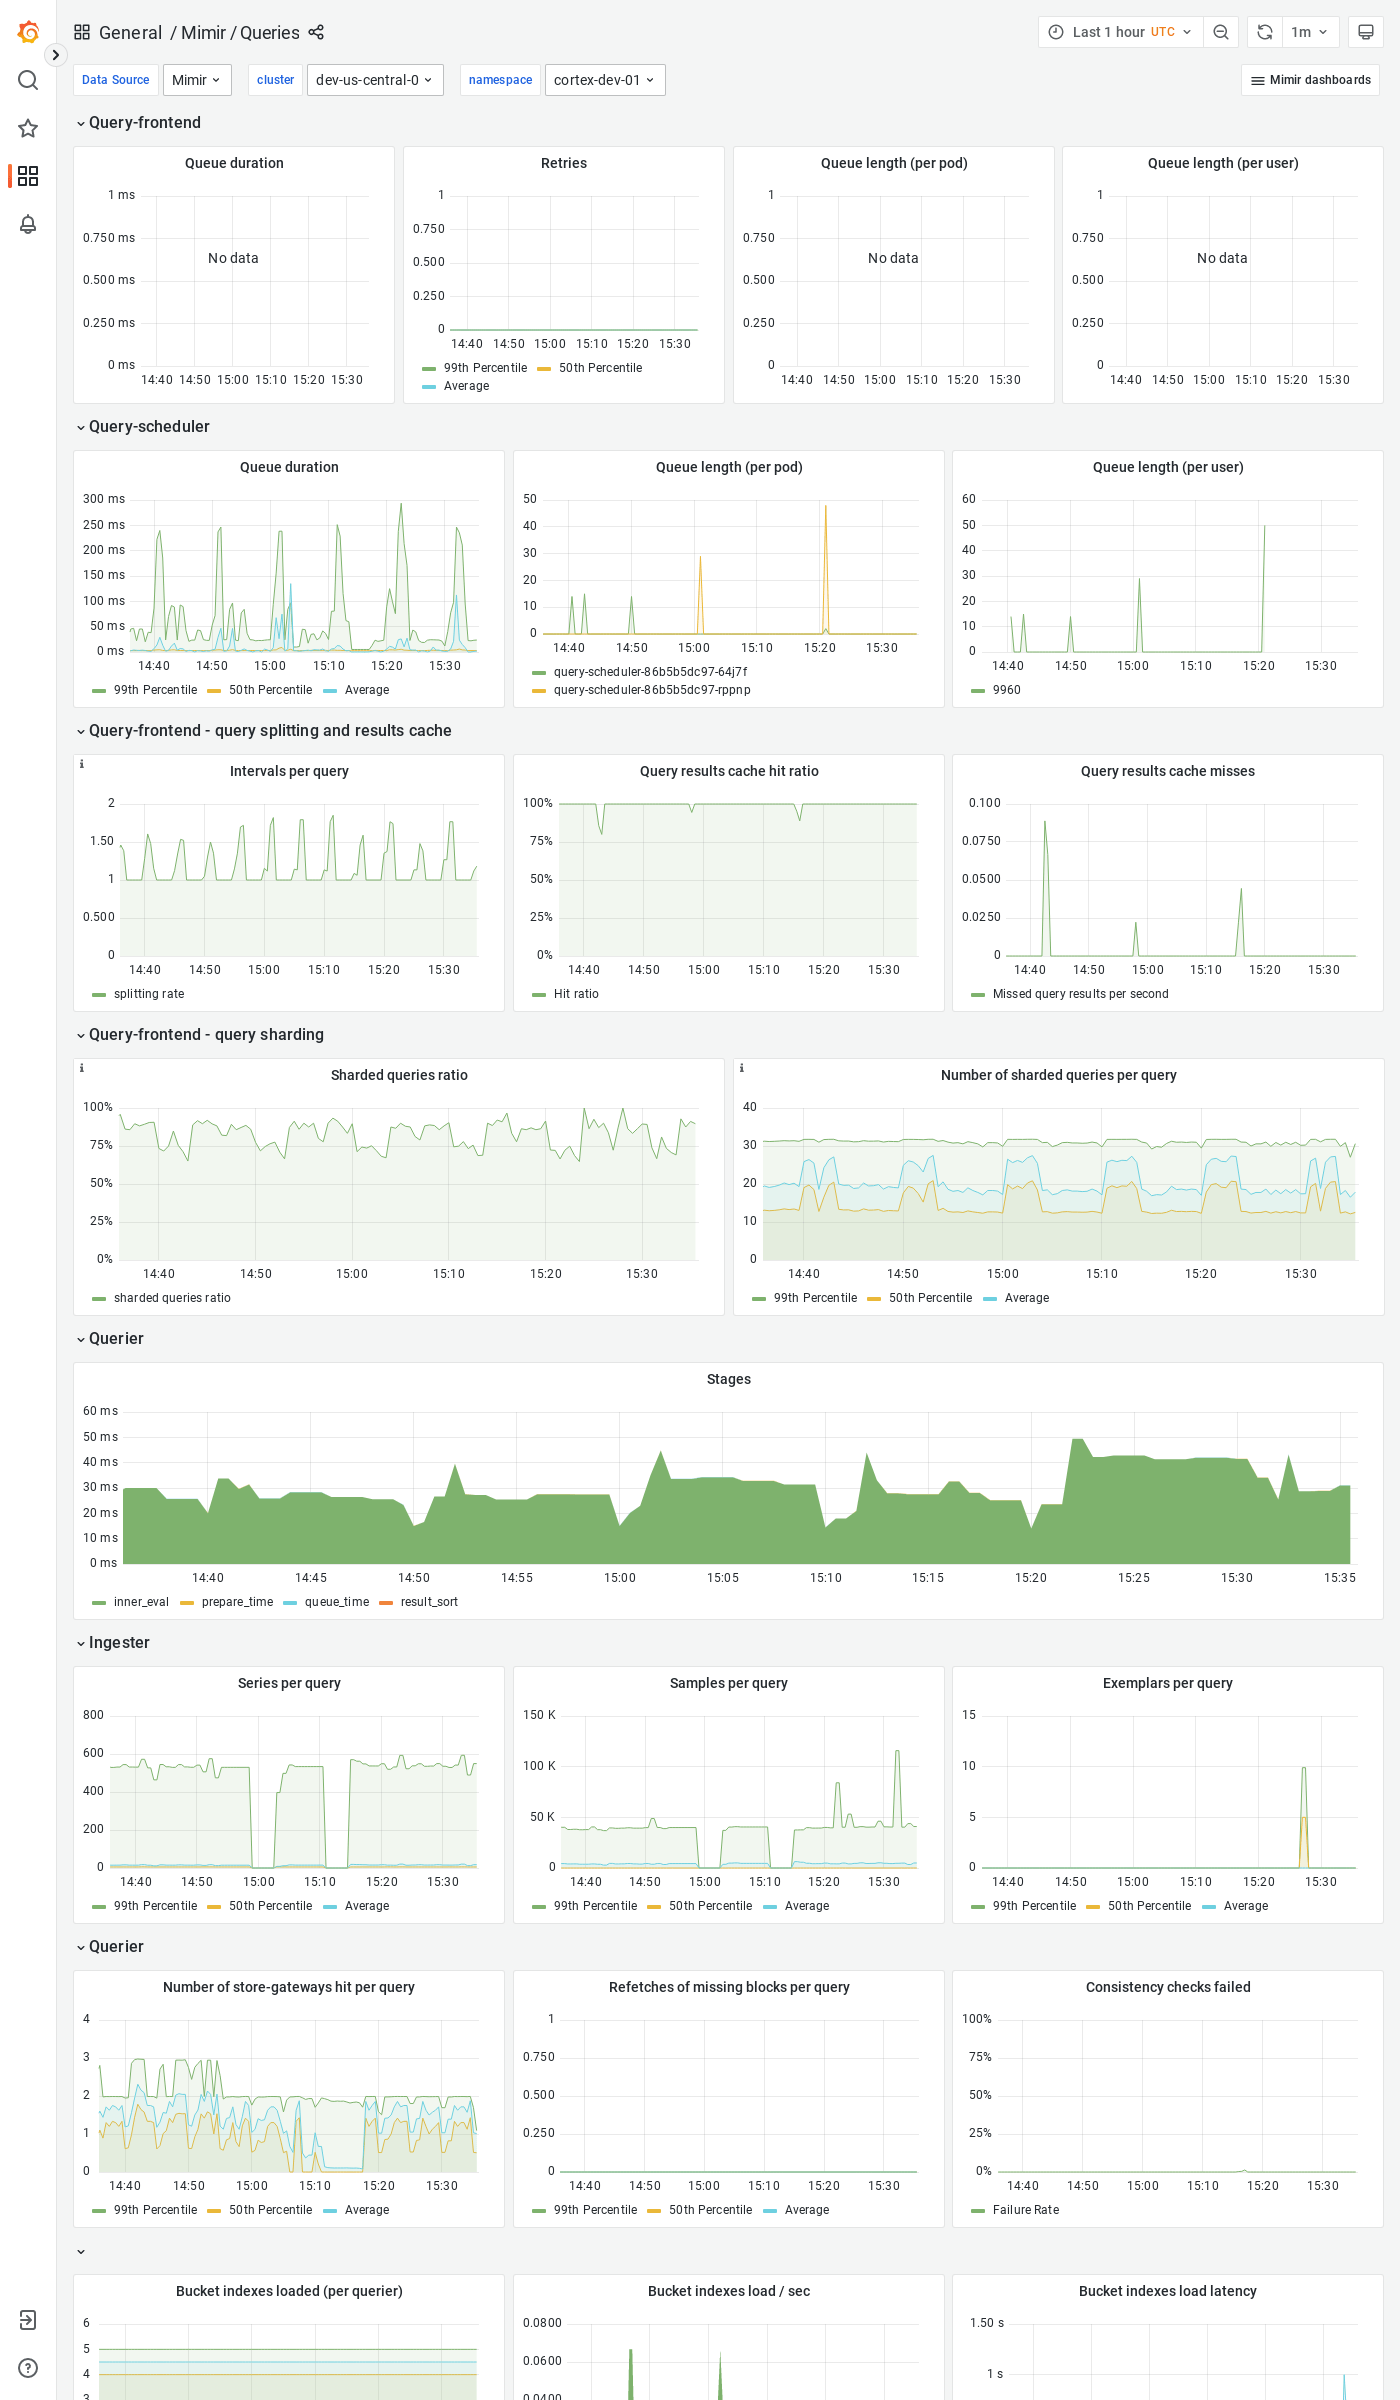 General / Mimir / Queries
Last 1 hour UTC
1m
Data Source Mimir cluster dev-us-central-0 namespace cortex-dev-01 Mimir dashboards
Query-frontend
Queue duration
1 ms
0.750 ms
0.500 ms
0.250 ms
0 ms
No data
14:40 14:50 15:00 15:10 15:20 15:30
Retries
1
0.750
0.500
0.250
0
14:40 14:50 15:00 15:10 15:20 15:30
99th Percentile 50th Percentile
Average
Queue length (per pod)
1
0.750
0.500
0.250
0
No data
14:40 14:50 15:00 15:10 15:20 15:30
Queue length (per user)
1
0.750
0.500
0.250
0
No data
14:40 14:50 15:00 15:10 15:20 15:30
Query-scheduler
Queue duration
300 ms
250 ms
200 ms
150 ms
100 ms
50 ms
0 ms
14:40 14:50 15:00 15:10 15:20 15:30
99th Percentile 50th Percentile Average
Queue length (per pod)
50
40
30
20
10
0
14:40 14:50 15:00 15:10 15:20 15:30
query-scheduler-86b5b5dc97-64j7f
query-scheduler-86b5b5dc97-rppnp
Queue length (per user)
60
50
40
30
20
10
0
14:40 14:50 15:00 15:10 15:20 15:30
9960
Query-frontend - query splitting and results cache
Intervals per query
2
1.50
1
0.500
0
14:40 14:50 15:00 15:10 15:20 15:30
splitting rate
Query results cache hit ratio
100%
75%
50%
25%
0%
14:40 14:50 15:00 15:10 15:20 15:30
Hit ratio
Query results cache misses
0.100
0.0750
0.0500
0.0250
0
14:40 14:50 15:00 15:10 15:20 15:30
Missed query results per second
Query-frontend - query sharding
Sharded queries ratio
100%
75%
50%
25%
0%
14:40 14:50 15:00 15:10 15:20 15:30
sharded queries ratio
Number of sharded queries per query
40
30
20
10
0
14:40 14:50 15:00 15:10 15:20 15:30
99th Percentile 50th Percentile Average
Querier
Stages
60 ms
50 ms
40 ms
30 ms
20 ms
10 ms
0 ms
14:40 14:45 14:50 14:55 15:00 15:05 15:10 15:15 15:20 15:25 15:30 15:35
inner_eval prepare_time queue_time result_sort
Ingester
Series per query
800
600
400
200
0
14:40 14:50 15:00 15:10 15:20 15:30
99th Percentile 50th Percentile Average
Samples per query
150 K
100 K
50 K
0
14:40 14:50 15:00 15:10 15:20 15:30
99th Percentile 50th Percentile Average
Exemplars per query
15
10
5
0
14:40 14:50 15:00 15:10 15:20 15:30
99th Percentile 50th Percentile Average
Querier
Number of store-gateways hit per query
4
3
2
1
0
14:40 14:50 15:00 15:10 15:20 15:30
99th Percentile 50th Percentile Average
Refetches of missing blocks per query
1
0.750
0.500
0.250
0
14:40 14:50 15:00 15:10 15:20 15:30
99th Percentile 50th Percentile Average
Consistency checks failed
100%
75%
50%
25%
0%
14:40 14:50 15:00 15:10 15:20 15:30
Failure Rate
Bucket indexes loaded (per querier)
6
5
4
3
Bucket indexes load / sec
0.0800
0.0600
0.0400
Bucket indexes load latency
1.50 s
1 s